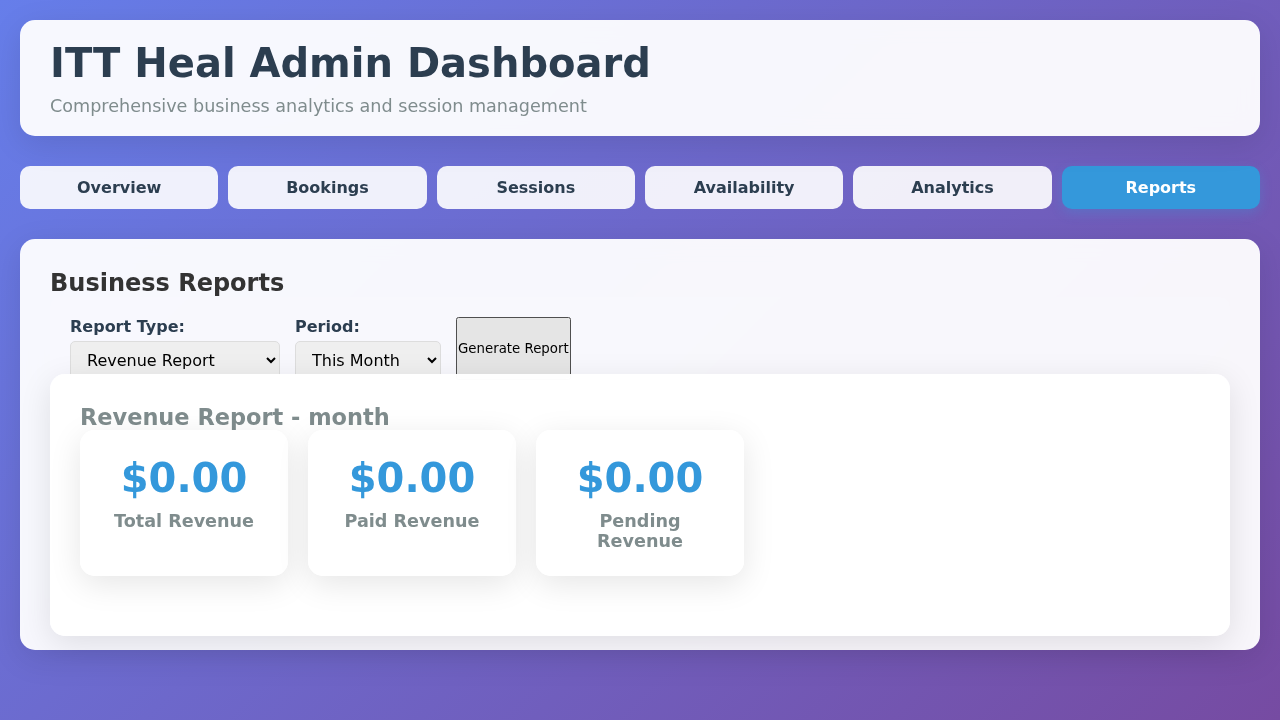 ITT Heal Admin Dashboard
Comprehensive business analytics and session management
Overview Bookings Sessions Availability Analytics Reports
Business Reports
Report Type: Period:
Revenue Report This Month Generate Report
Revenue Report - month
$0.00 $0.00 $0.00
Total Revenue Paid Revenue Pending
Revenue